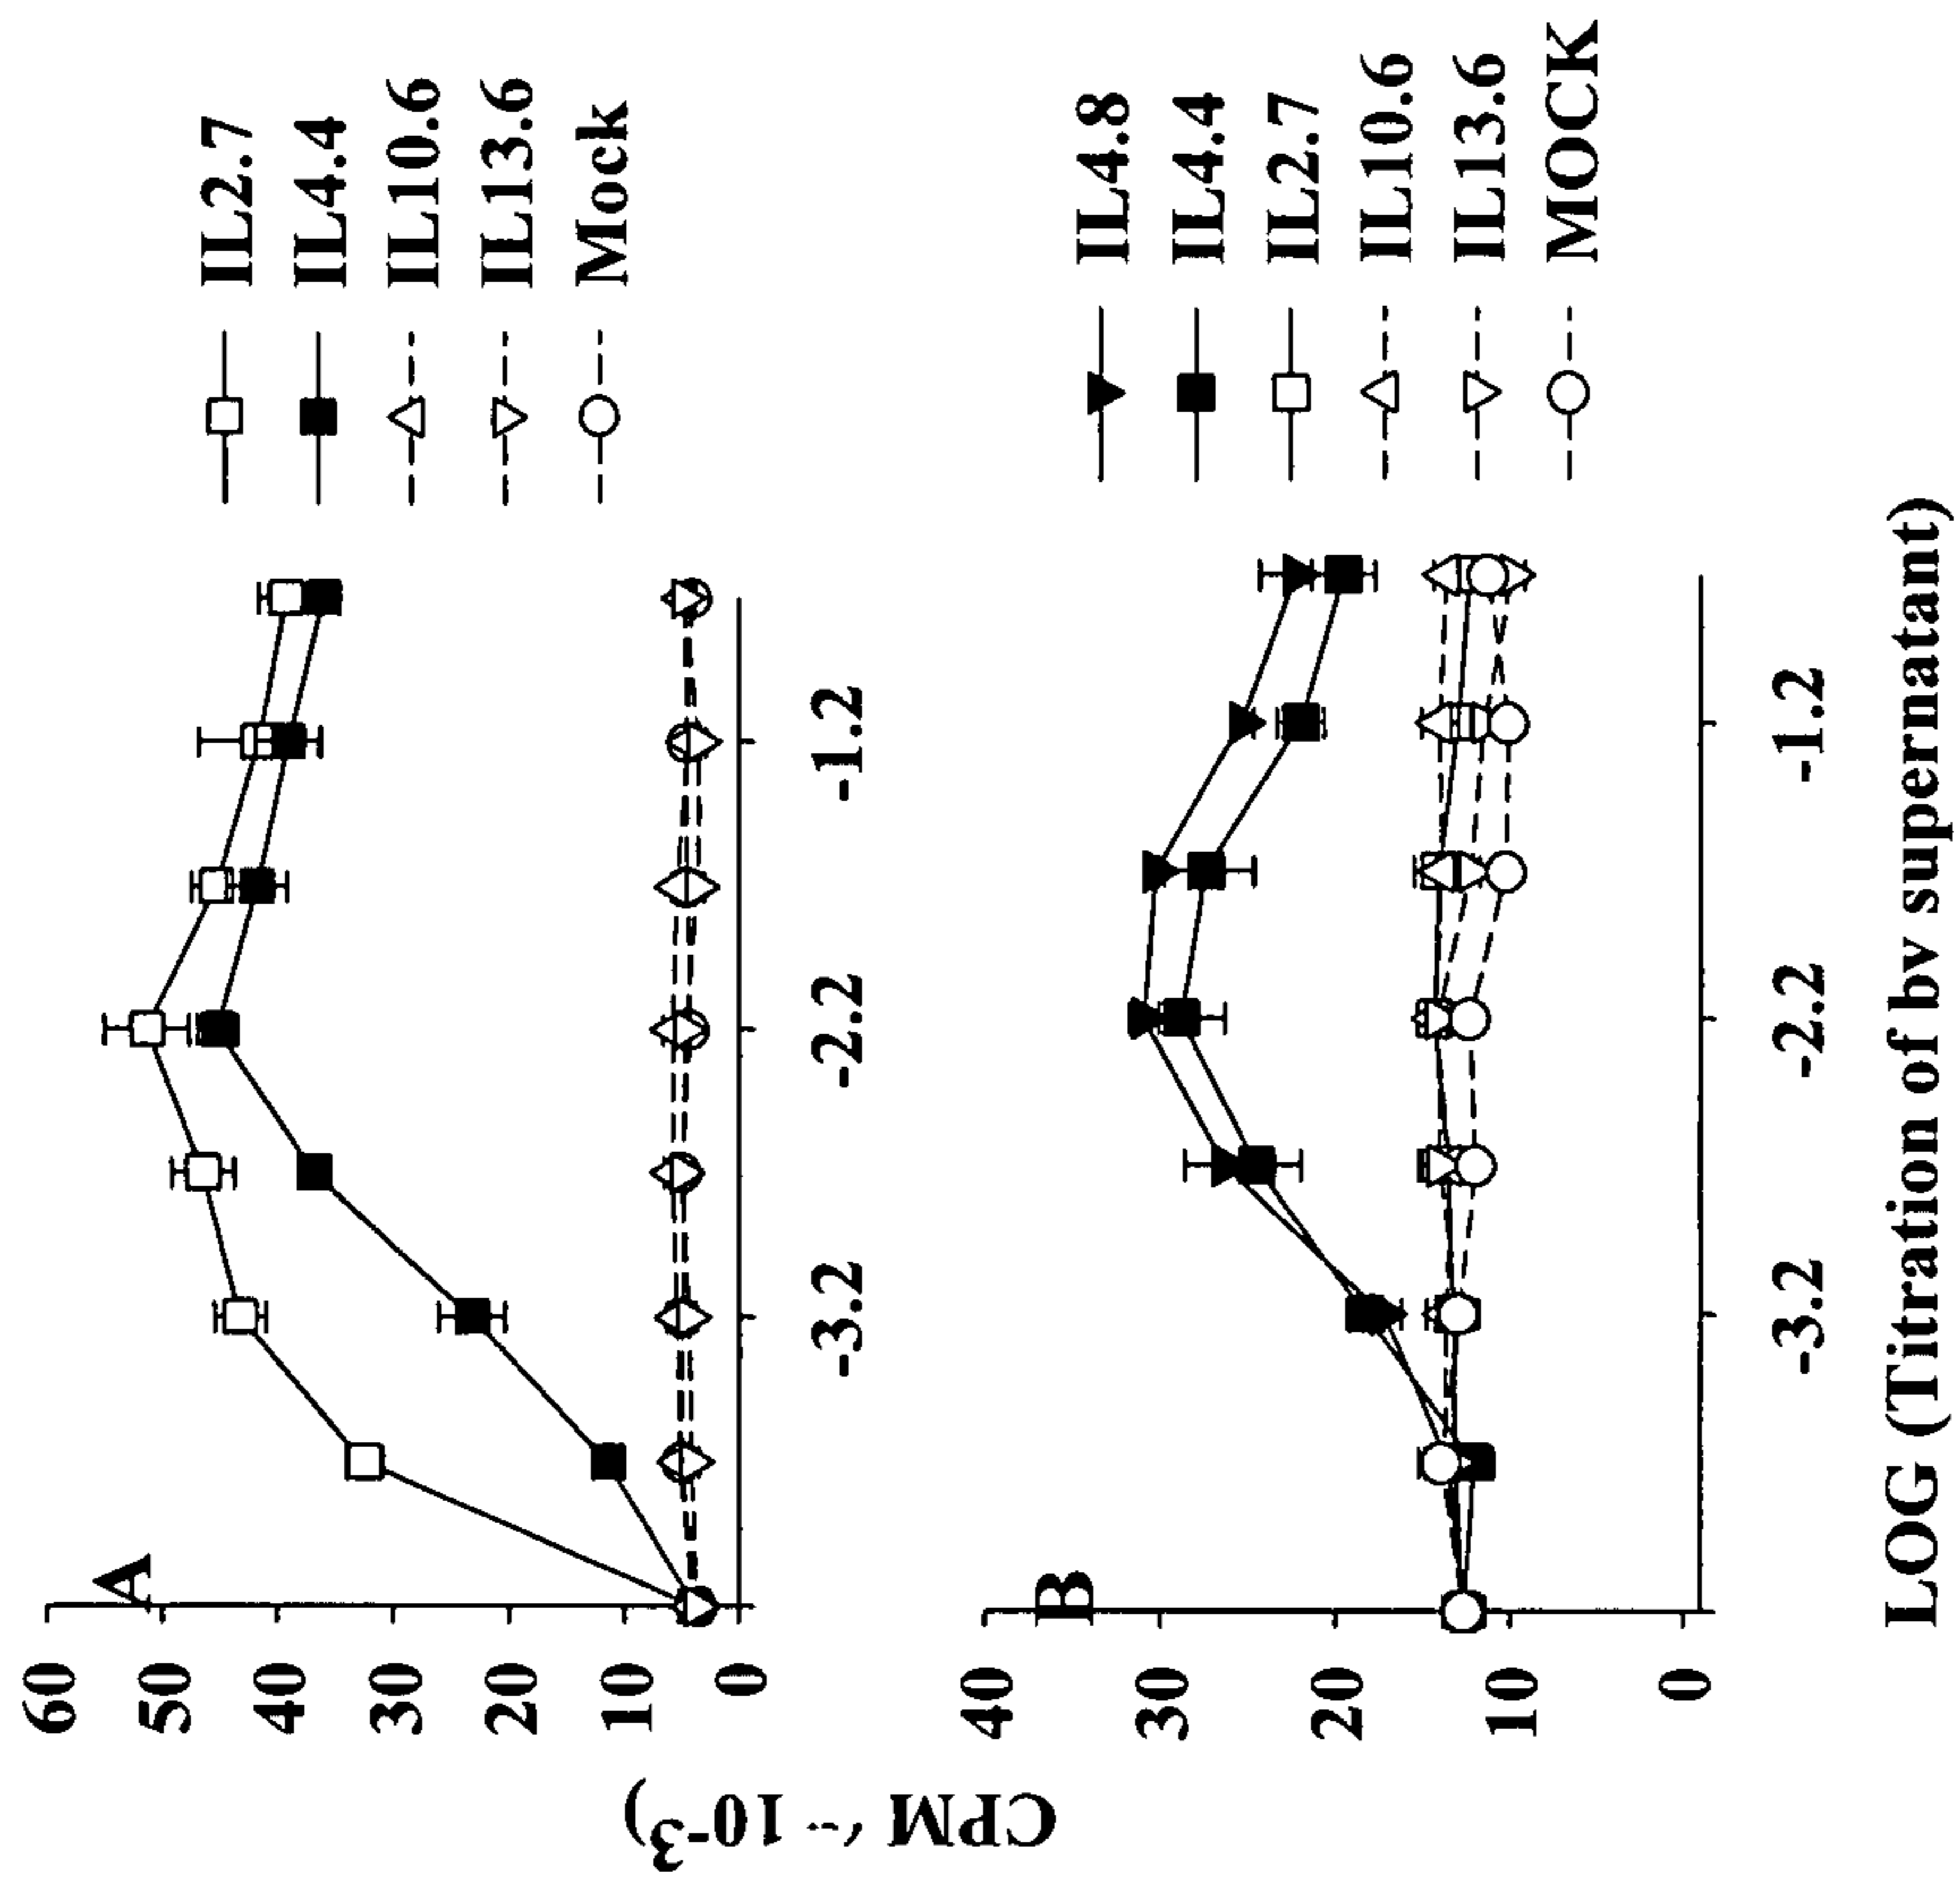 A
60
50
40
30
20
10
0
-3.2
-2.2
-1.2
IL2.7
IL4.4
IL10.6
IL13.6
Mock
CPM 10-3)
B
40
30
20
10
0
-3.2
-2.2
-1.2
IL4.8
IL4.4
IL2.7
IL10.6
IL13.6
MOCK
LOG (Titration of bv supernatant)